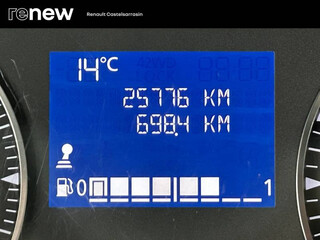 renew
Renault Castelsarrasin
14°C
25776 KM
698.4 KM
0 1